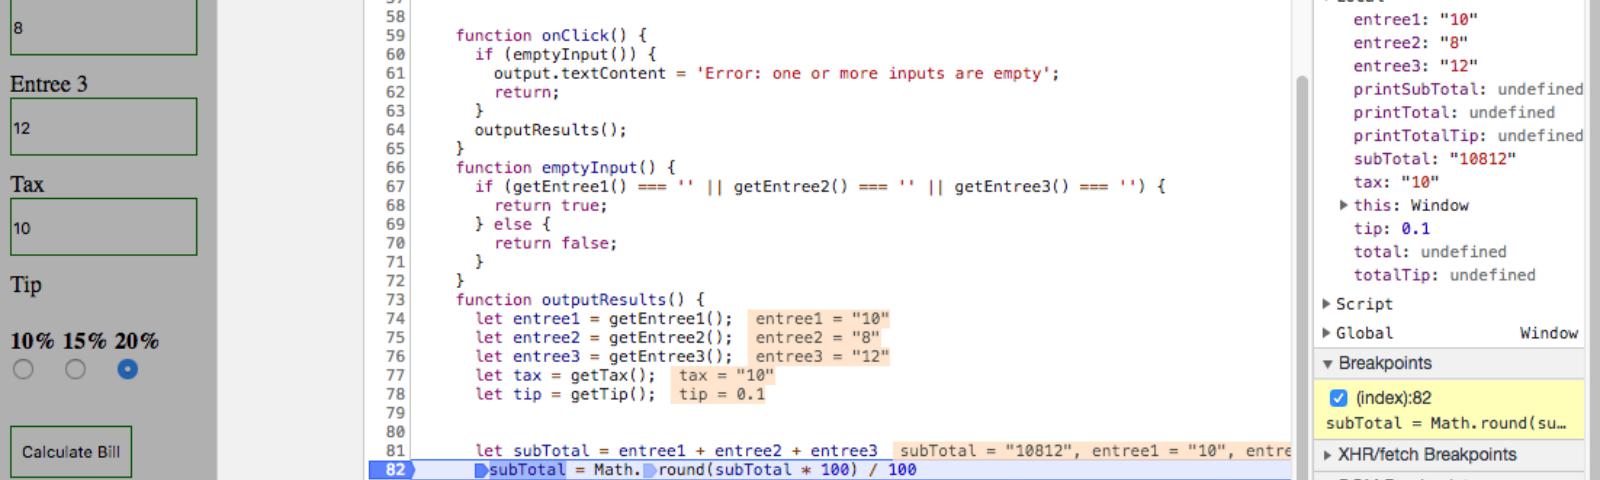 8
Entree 3
12
Tax
10
Tip
10% 15% 20%
Calculate Bill
58
59 function onClick() {
60 if (emptyInput()) {
61 output.textContent = 'Error: one or more inputs are empty';
62 return;
63 }
64 outputResults();
65 }
66 function emptyInput() {
67 if (getEntree1() === '' || getEntree2() === '' || getEntree3() === '') {
68 return true;
69 } else {
70 return false;
71 }
72 }
73 function outputResults() {
74 let entree1 = getEntree1(); entree1 = "10"
75 let entree2 = getEntree2(); entree2 = "8"
76 let entree3 = getEntree3(); entree3 = "12"
77 let tax = getTax(); tax = "10"
78 let tip = getTip(); tip = 0.1
79
80
81 let subTotal = entree1 + entree2 + entree3 subTotal = "10812", entree1 = "10", entre
82 subTotal = Math.round(subTotal * 100) / 100
entree1: "10"
entree2: "8"
entree3: "12"
printSubTotal: undefined
printTotal: undefined
printTotalTip: undefined
subTotal: "10812"
tax: "10"
this: Window
tip: 0.1
total: undefined
totalTip: undefined
Script
Global Window
Breakpoints
(index):82
subTotal = Math.round(su…
XHR/fetch Breakpoints